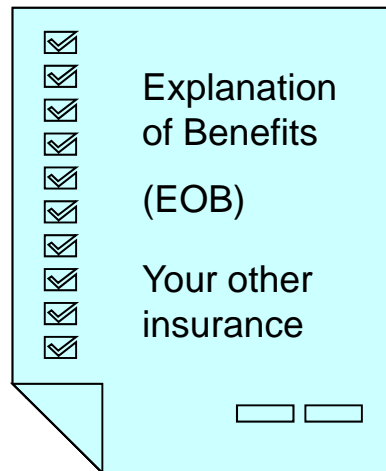 Explanation
of Benefits
(EOB)
Your other
insurance